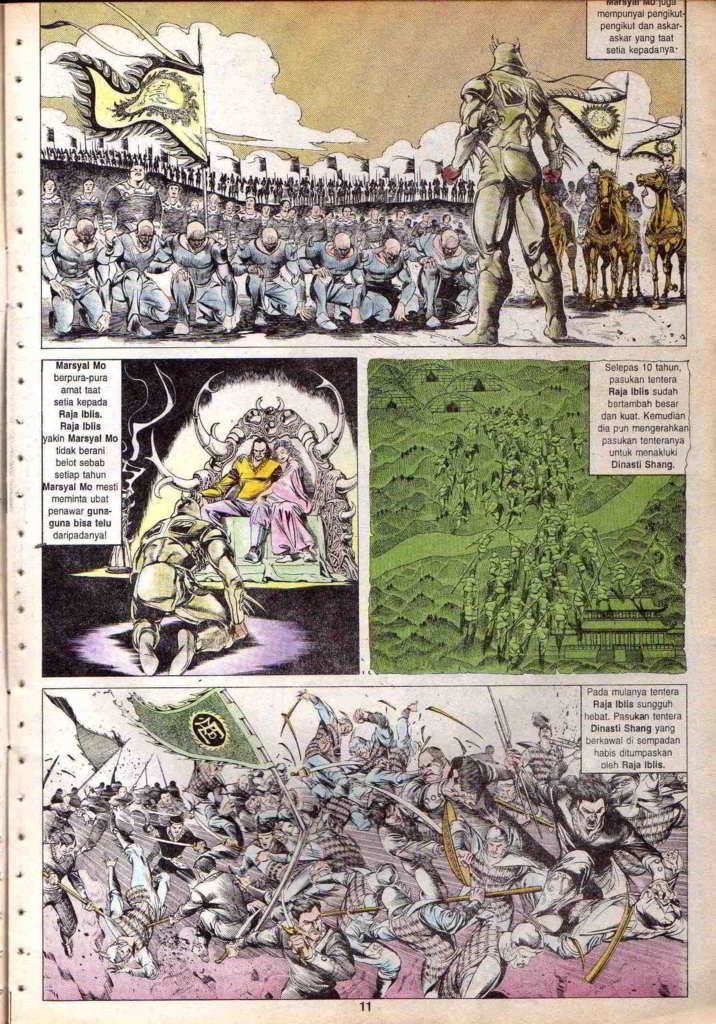 Marsyal Mo juga
mempunyai pengikut-
pengikut dan askar-
askar yang taat
setia kepadanya.
Marsyal Mo
berpura-pura
amat taat
setia kepada
Raja Iblis.
Raja Iblis
yakin Marsyal Mo
tidak berani
belot sebab
setiap tahun
Marsyal Mo mesti
meminta ubat
penawar guna-
guna bisa telu
daripadanya!
Selepas 10 tahun,
pasukan tentera
Raja Iblis sudah
bertambah besar
dan kuat. Kemudian
dia pun mengerahkan
pasukan tenteranya
untuk menakluki
Dinasti Shang.
Pada mulanya tentera
Raja Iblis sungguh
hebat. Pasukan tentera
Dinasti Shang yang
berkawal di sempadan
habis ditumpaskan
oleh Raja Iblis.
11